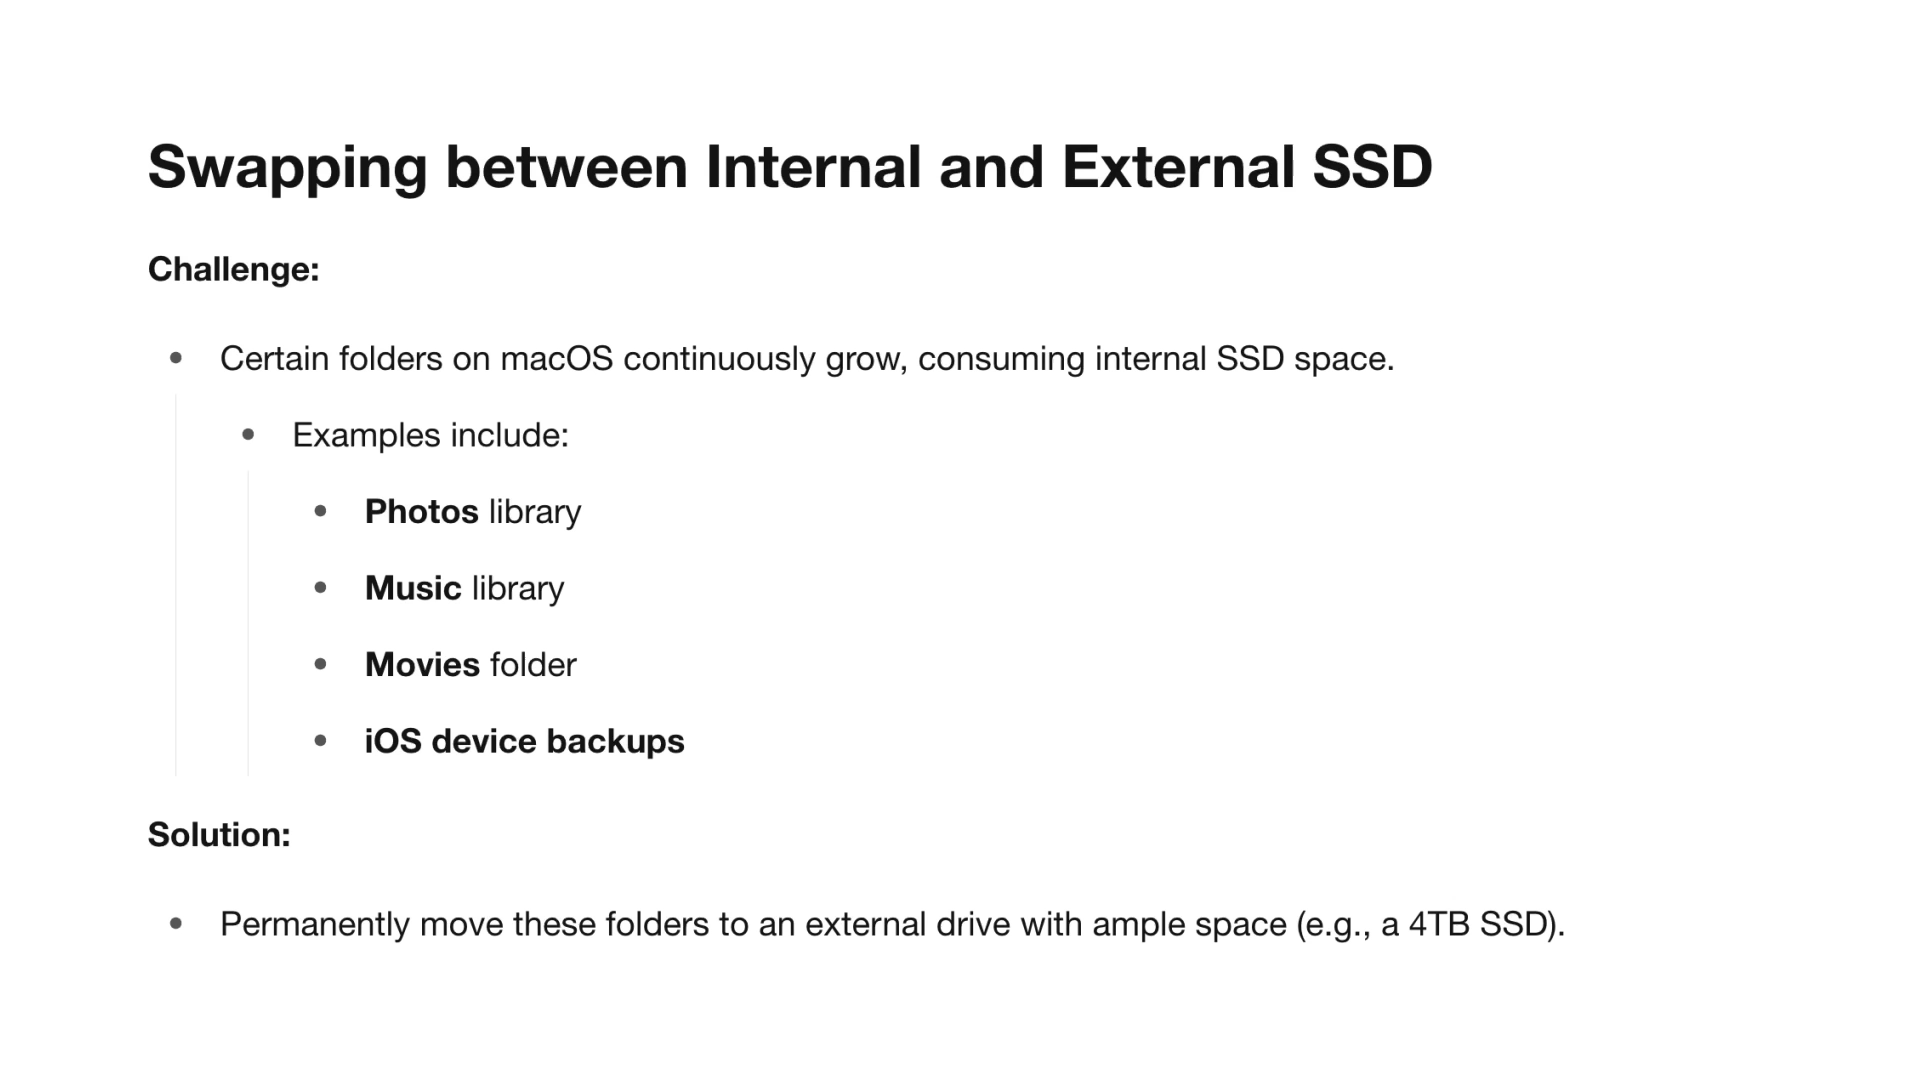 Swapping between Internal and External SSD
Challenge:
• Certain folders on macOS continuously grow, consuming internal SSD space.
• Examples include:
• Photos library
• Music library
• Movies folder
• iOS device backups
Solution:
• Permanently move these folders to an external drive with ample space (e.g., a 4TB SSD).